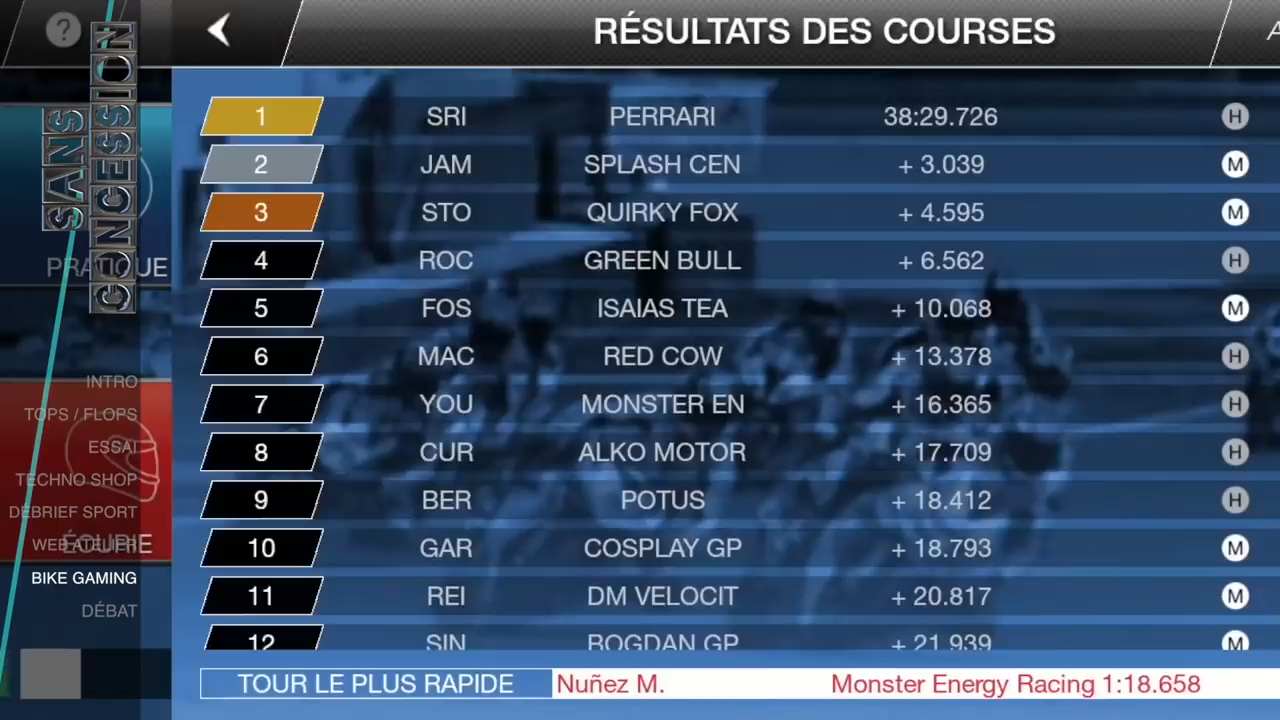 ?
RÉSULTATS DES COURSES
SANS
CONCESSION
PRATIQUE
1 SRI PERRARI 38:29.726 H
2 JAM SPLASH CEN + 3.039 M
3 STO QUIRKY FOX + 4.595 M
4 ROC GREEN BULL + 6.562 H
5 FOS ISAIAS TEA + 10.068 M
6 MAC RED COW + 13.378 H
7 YOU MONSTER EN + 16.365 H
8 CUR ALKO MOTOR + 17.709 H
9 BER POTUS + 18.412 H
10 GAR COSPLAY GP + 18.793 M
11 REI DM VELOCIT + 20.817 M
12 SIN BOGDAN GP + 21.939 M
INTRO
TOPS / FLOPS
ESSAI
TECHNO SHOP
DÉBRIEF SPORT
WEB ATELIER
ÉCURIE
BIKE GAMING
DÉBAT
TOUR LE PLUS RAPIDE Nuñez M. Monster Energy Racing 1:18.658